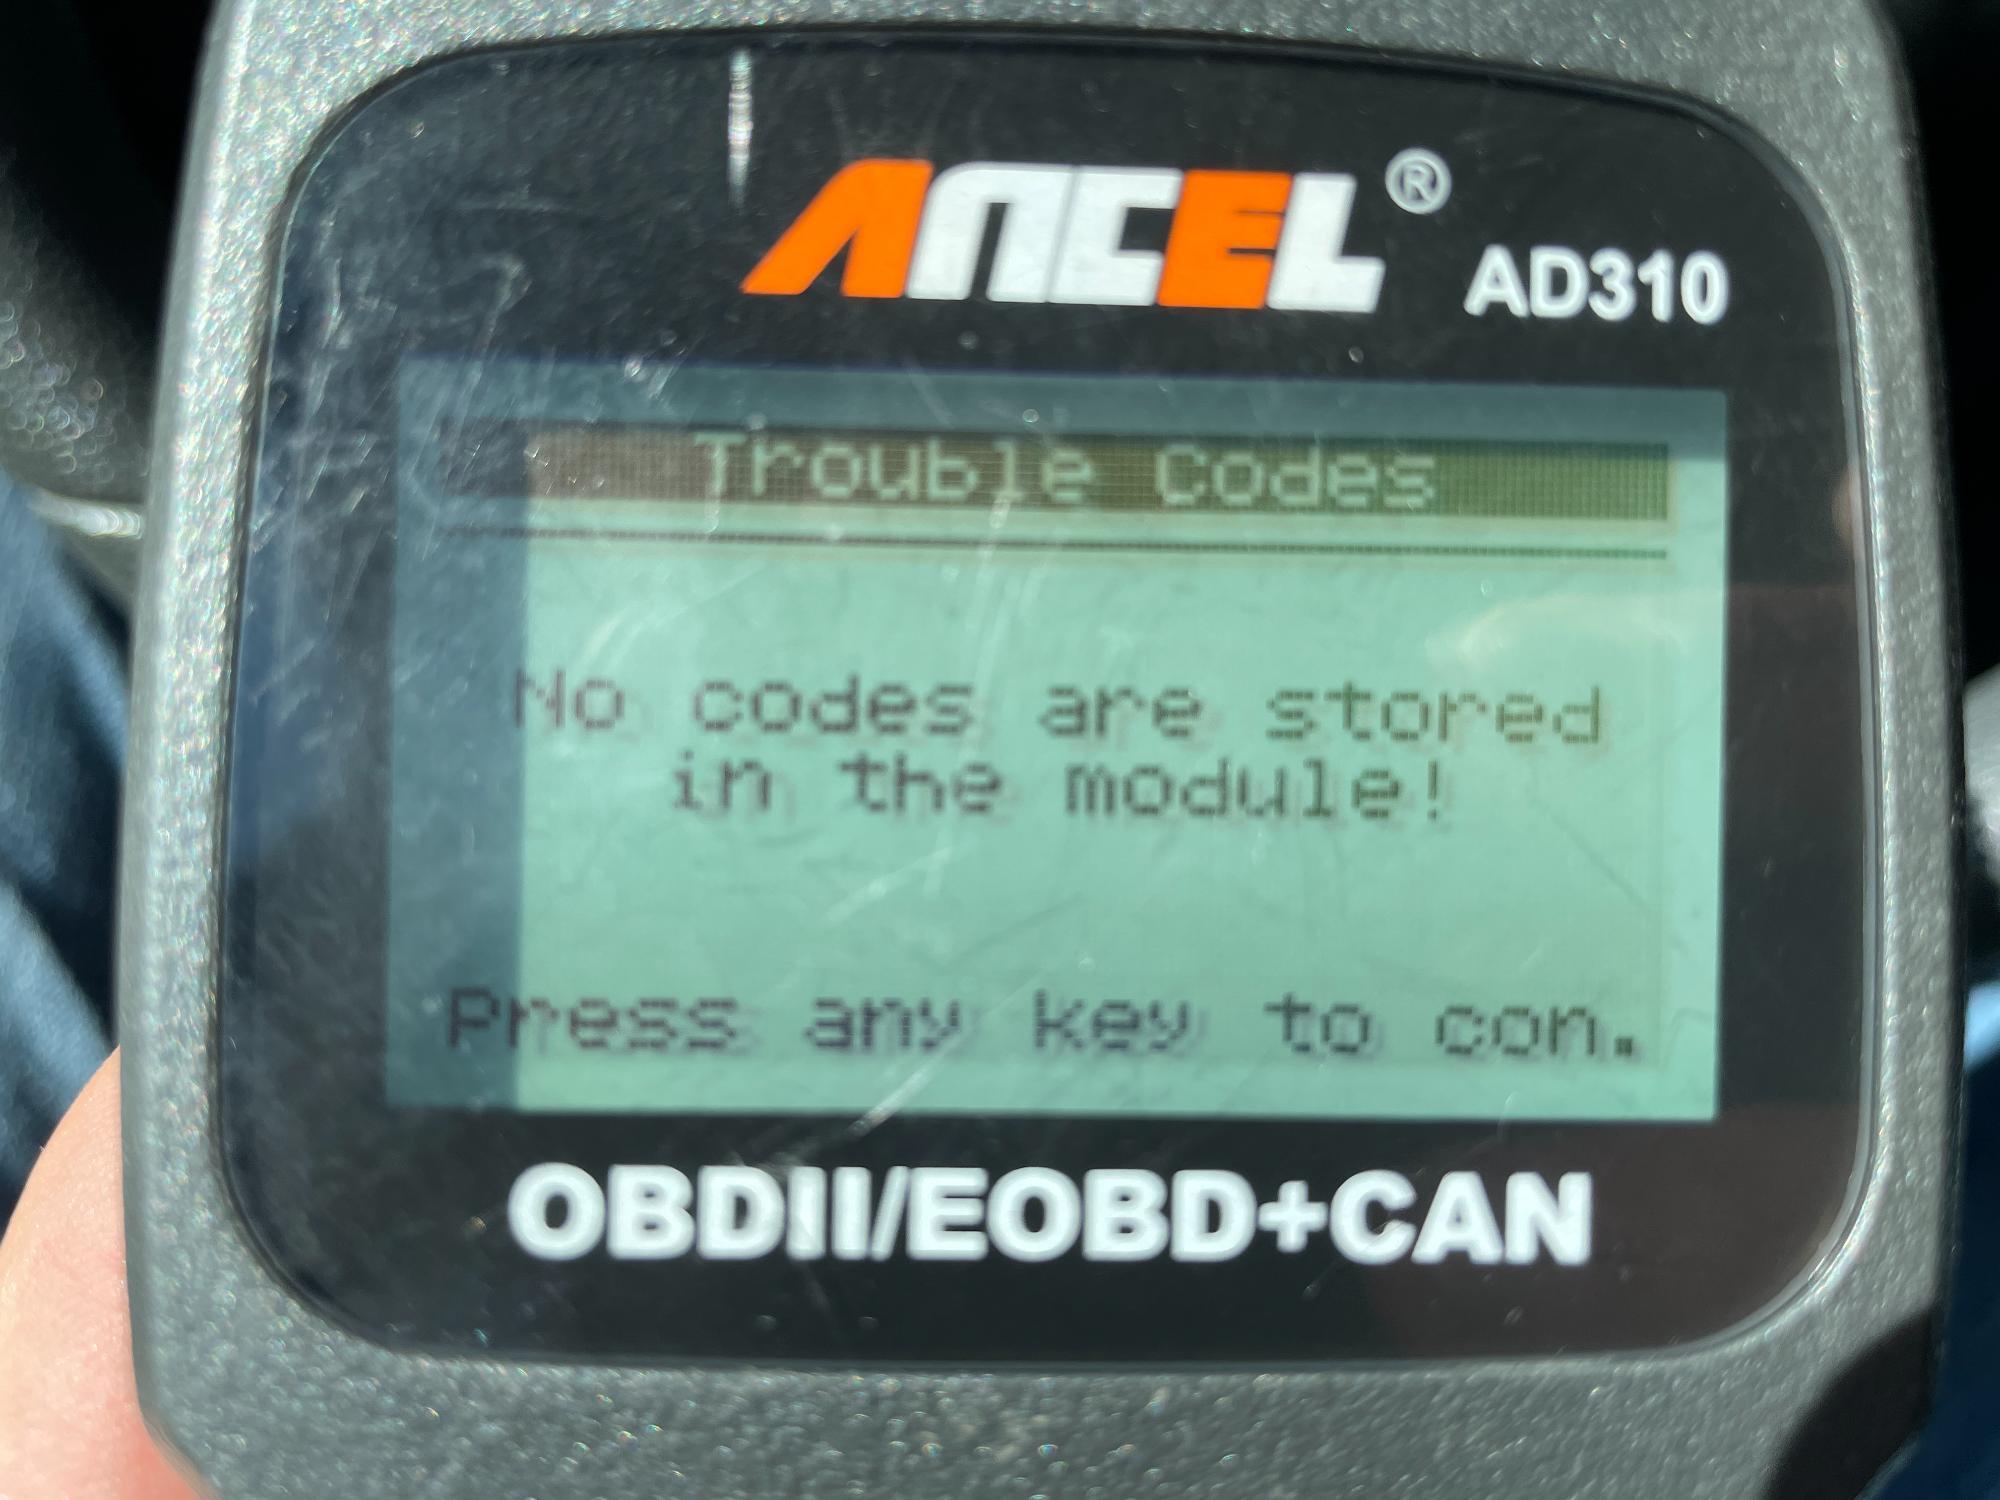 ANCEL®
AD310
Trouble Codes
No codes are stored
in the module!
Press any key to con.
OBDII/EOBD+CAN